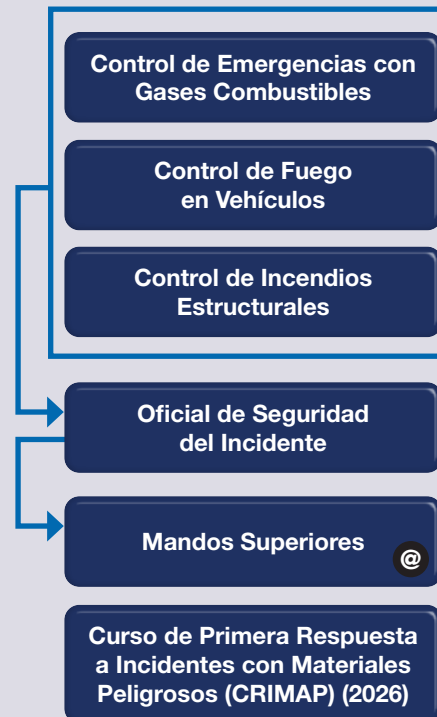 Control de Emergencias con
Gases Combustibles
Control de Fuego
en Vehículos
Control de Incendios
Estructurales
Oficial de Seguridad
del Incidente
Mandos Superiores
@
Curso de Primera Respuesta
a Incidentes con Materiales
Peligrosos (CRIMAP) (2026)